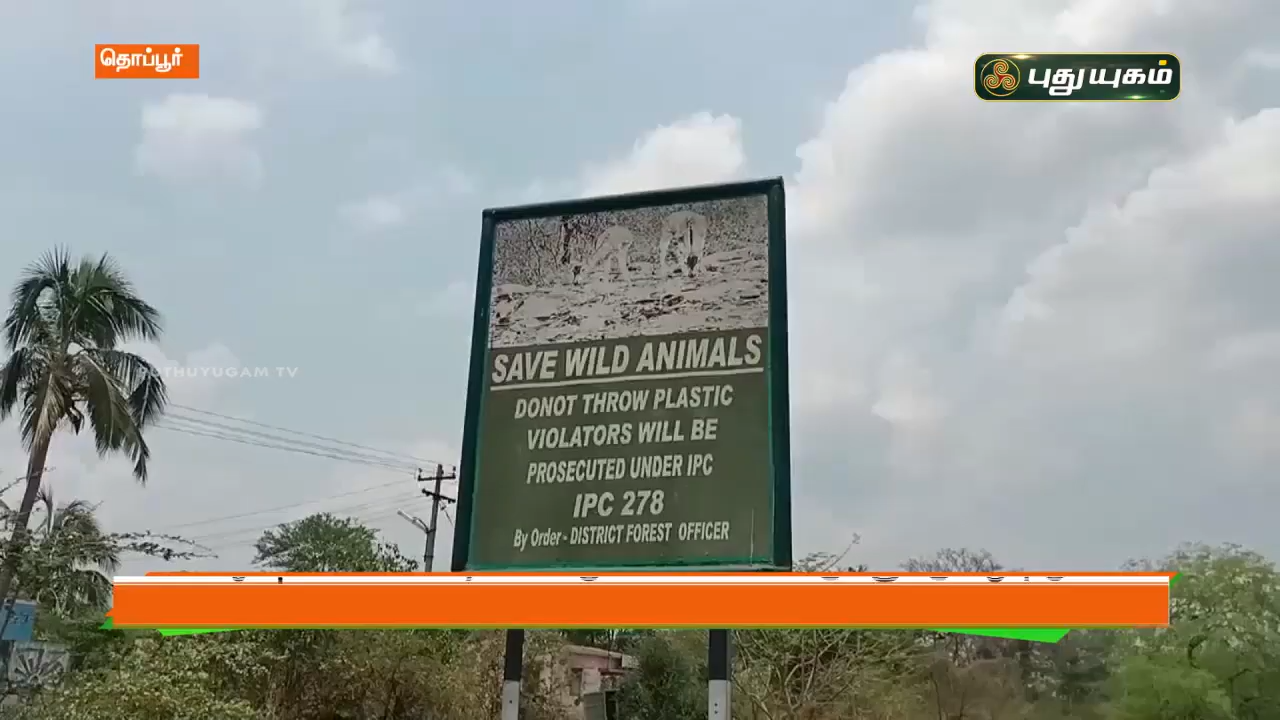 தொப்பூர்
புதுயுகம்
PUTHUYUGAM TV
SAVE WILD ANIMALS
DONOT THROW PLASTIC
VIOLATORS WILL BE
PROSECUTED UNDER IPC
IPC 278
By Order - DISTRICT FOREST OFFICER